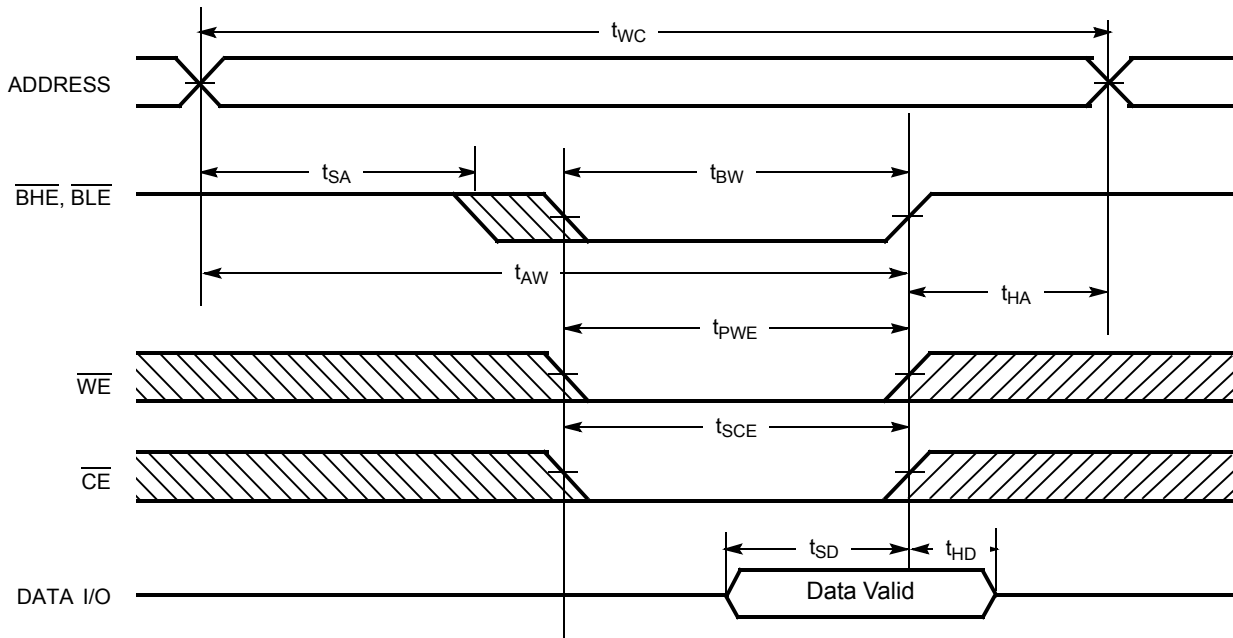 tWC
ADDRESS
tSA
tBW
BHE, BLE
tAW
tHA
tPWE
WE
tSCE
CE
tSD
tHD
DATA I/O
Data Valid